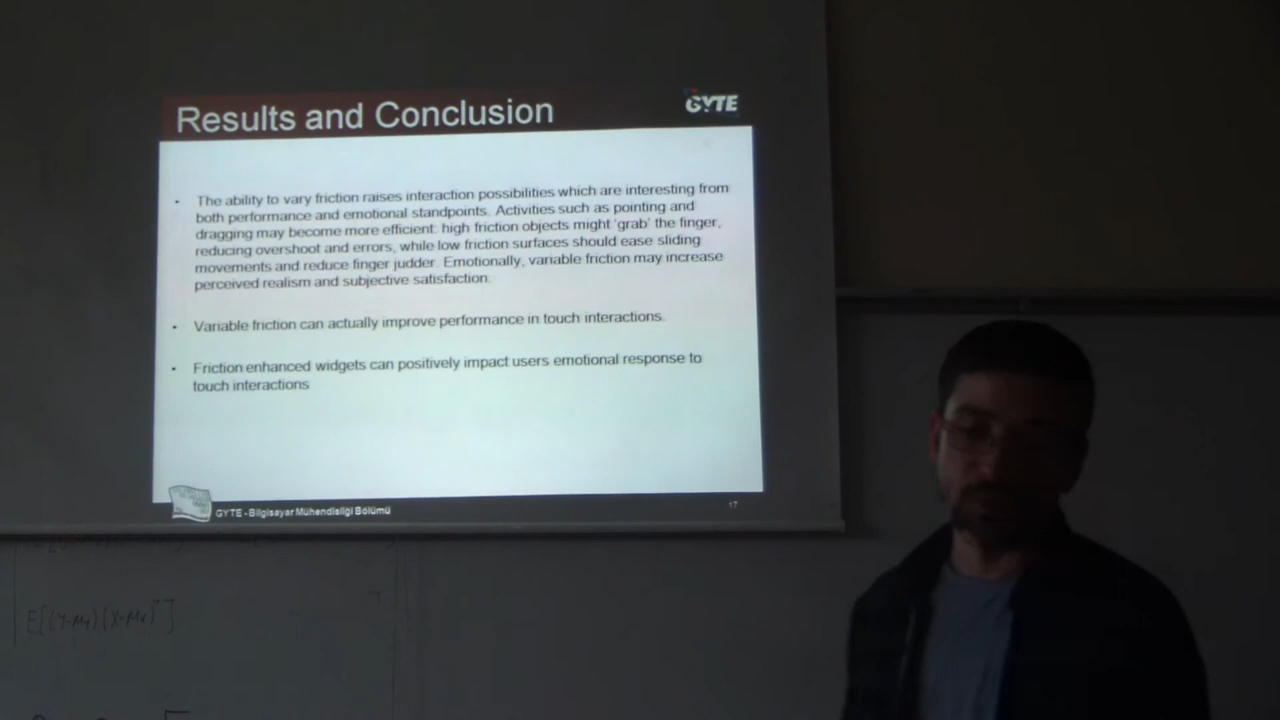 Results and Conclusion
GYTE
• The ability to vary friction raises interaction possibilities which are interesting from
both performance and emotional standpoints. Activities such as pointing and
dragging may become more efficient: high friction objects might 'grab' the finger,
reducing overshoot and errors, while low friction surfaces should ease sliding
movements and reduce finger judder. Emotionally, variable friction may increase
perceived realism and subjective satisfaction.
• Variable friction can actually improve performance in touch interactions.
• Friction enhanced widgets can positively impact users emotional response to
touch interactions
GYTE - Bilgisayar Mühendisliği Bölümü
17